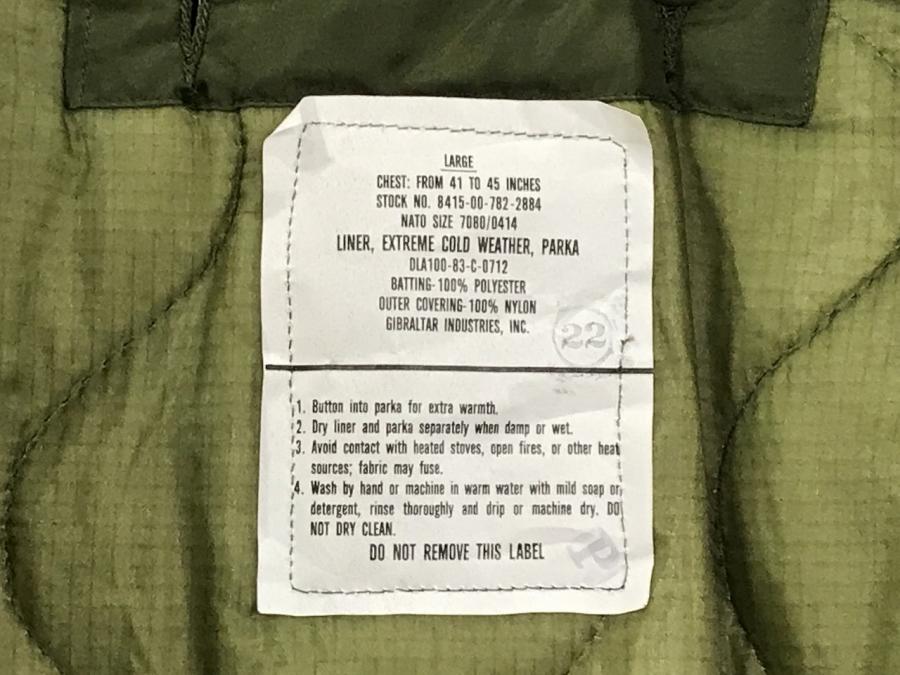 LARGE
CHEST: FROM 41 TO 45 INCHES
STOCK NO. 8415-00-782-2884
NATO SIZE 7080/0414
LINER, EXTREME COLD WEATHER, PARKA
DLA100-83-C-0712
BATTING-100% POLYESTER
OUTER COVERING-100% NYLON
GIBRALTAR INDUSTRIES, INC.
22
1. Button into parka for extra warmth.
2. Dry liner and parka separately when damp or wet.
3. Avoid contact with heated stoves, open fires, or other heat
sources; fabric may fuse.
4. Wash by hand or machine in warm water with mild soap or
detergent, rinse thoroughly and drip or machine dry. DO
NOT DRY CLEAN.
DO NOT REMOVE THIS LABEL
P